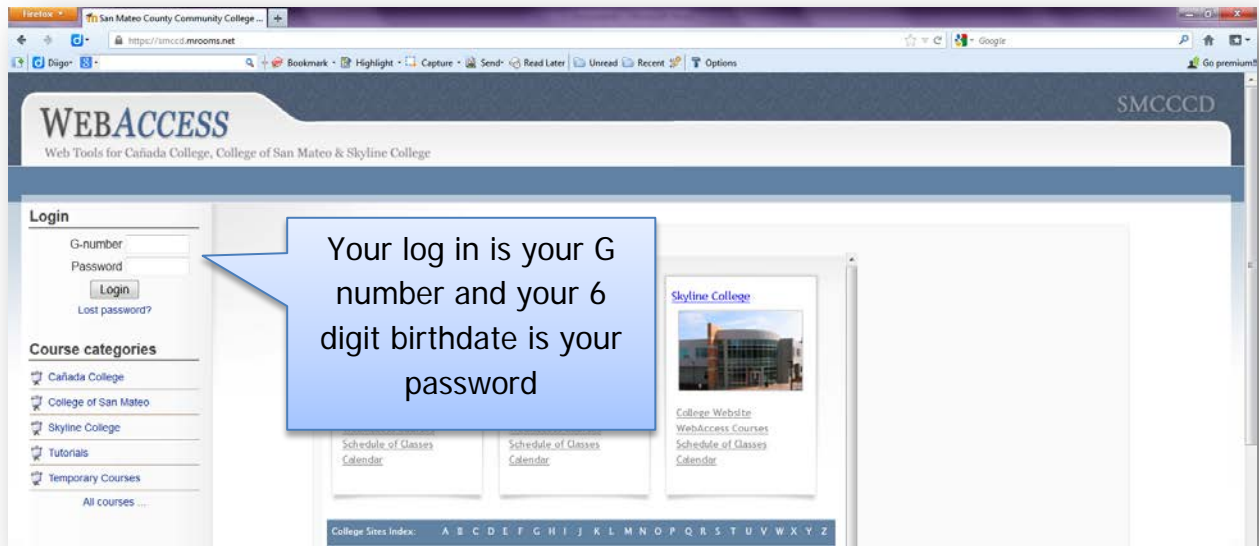 Firefox
San Mateo County Community College ...
https://smccd.mrooms.net
Google
Diigo
Bookmark
Highlight
Capture
Send
Read Later
Unread
Recent
Options
Go premium!
SMCCCD
WEBACCESS
Web Tools for Cañada College, College of San Mateo & Skyline College
Login
G-number
Password
Login
Lost password?
Course categories
Cañada College
College of San Mateo
Skyline College
Tutorials
Temporary Courses
All courses ...
Your log in is your G
number and your 6
digit birthdate is your
password
Schedule of Classes
Calendar
Schedule of Classes
Calendar
Skyline College
College Website
WebAccess Courses
Schedule of Classes
Calendar
College Sites Index: A B C D E F G H I J K L M N O P Q R S T U V W X Y Z